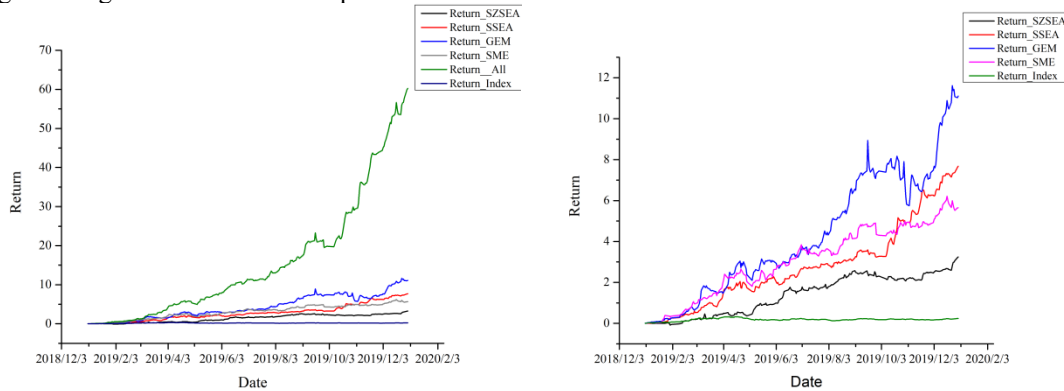 Return_SZSEA
Return_SSEA
Return_GEM
Return_SME
Return__All
Return_Index
70
60
50
40
30
20
10
0
Return
2018/12/3 2019/2/3 2019/4/3 2019/6/3 2019/8/3 2019/10/3 2019/12/3 2020/2/3
Date
Return_SZSEA
Return_SSEA
Return_GEM
Return_SME
Return_Index
12
10
8
6
4
2
0
Return
2018/12/3 2019/2/3 2019/4/3 2019/6/3 2019/8/3 2019/10/3 2019/12/3 2020/2/3
Date